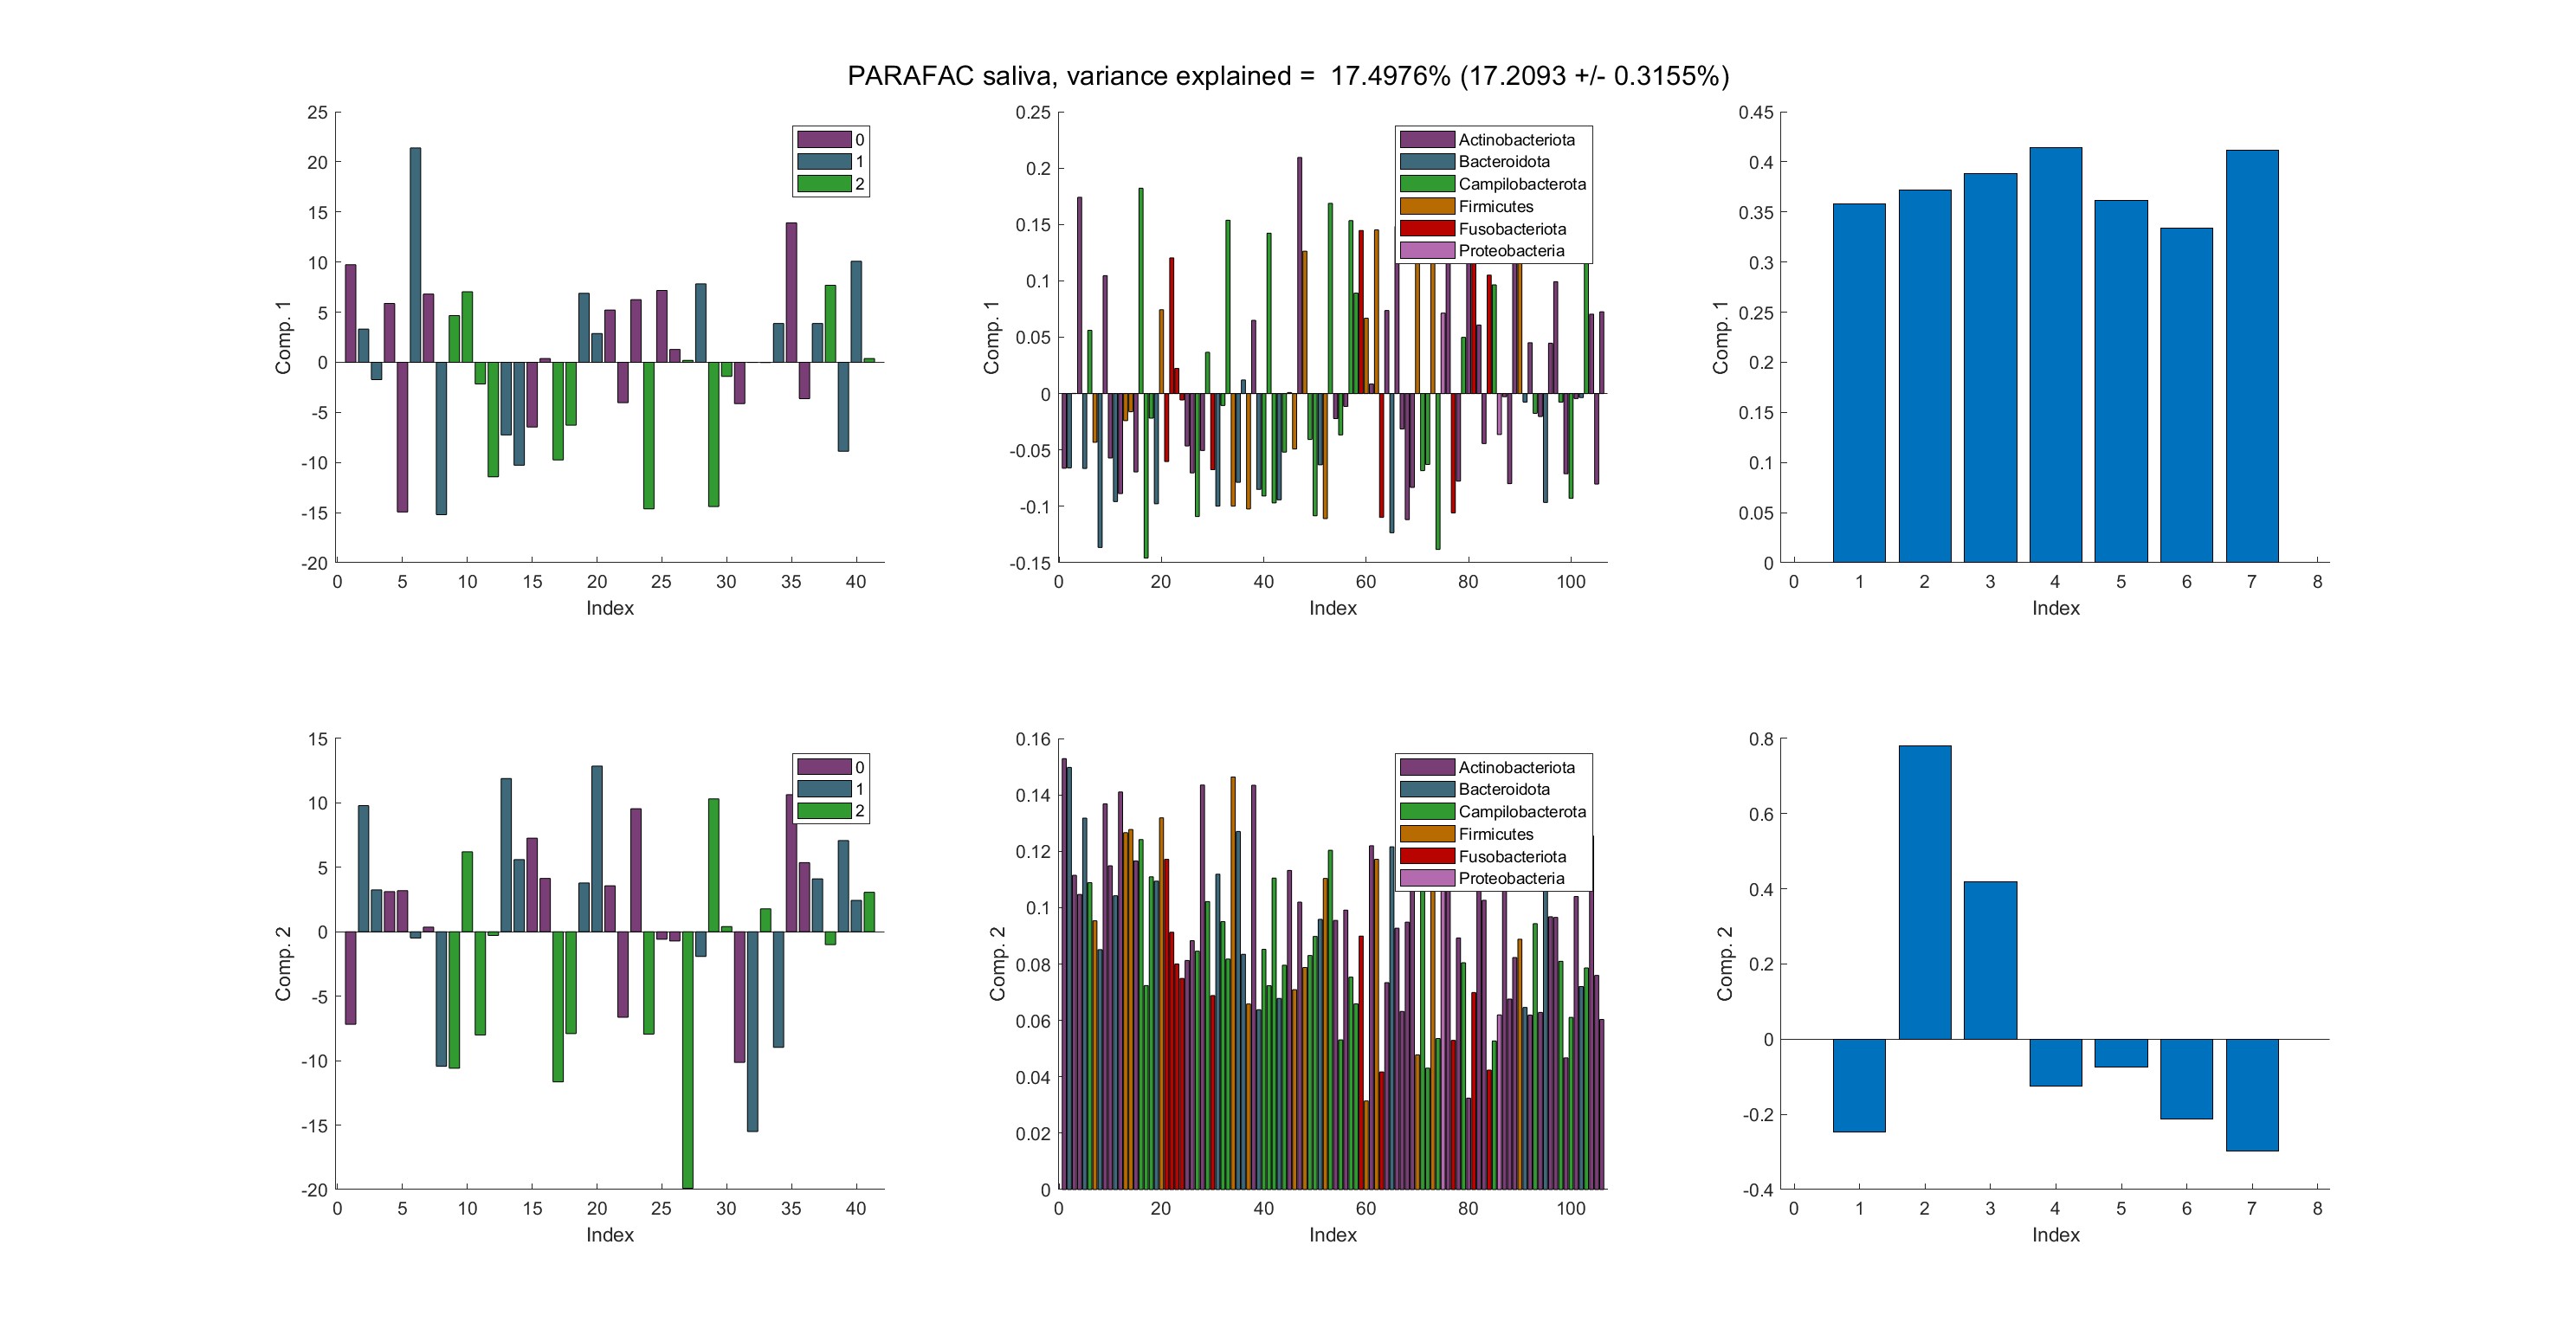 PARAFAC saliva, variance explained =  17.4976% (17.2093 +/- 0.3155%)
25
20
15
10
5
0
-5
-10
-15
-20
Comp. 1
0 5 10 15 20 25 30 35 40
Index
0
1
2
0.25
0.2
0.15
0.1
0.05
0
-0.05
-0.1
-0.15
Comp. 1
0 20 40 60 80 100
Index
Actinobacteriota
Bacteroidota
Campilobacterota
Firmicutes
Fusobacteriota
Proteobacteria
0.45
0.4
0.35
0.3
0.25
0.2
0.15
0.1
0.05
0
Comp. 1
0 1 2 3 4 5 6 7 8
Index
15
10
5
0
-5
-10
-15
-20
Comp. 2
0 5 10 15 20 25 30 35 40
Index
0
1
2
0.16
0.14
0.12
0.1
0.08
0.06
0.04
0.02
0
Comp. 2
0 20 40 60 80 100
Index
Actinobacteriota
Bacteroidota
Campilobacterota
Firmicutes
Fusobacteriota
Proteobacteria
0.8
0.6
0.4
0.2
0
-0.2
-0.4
Comp. 2
0 1 2 3 4 5 6 7 8
Index